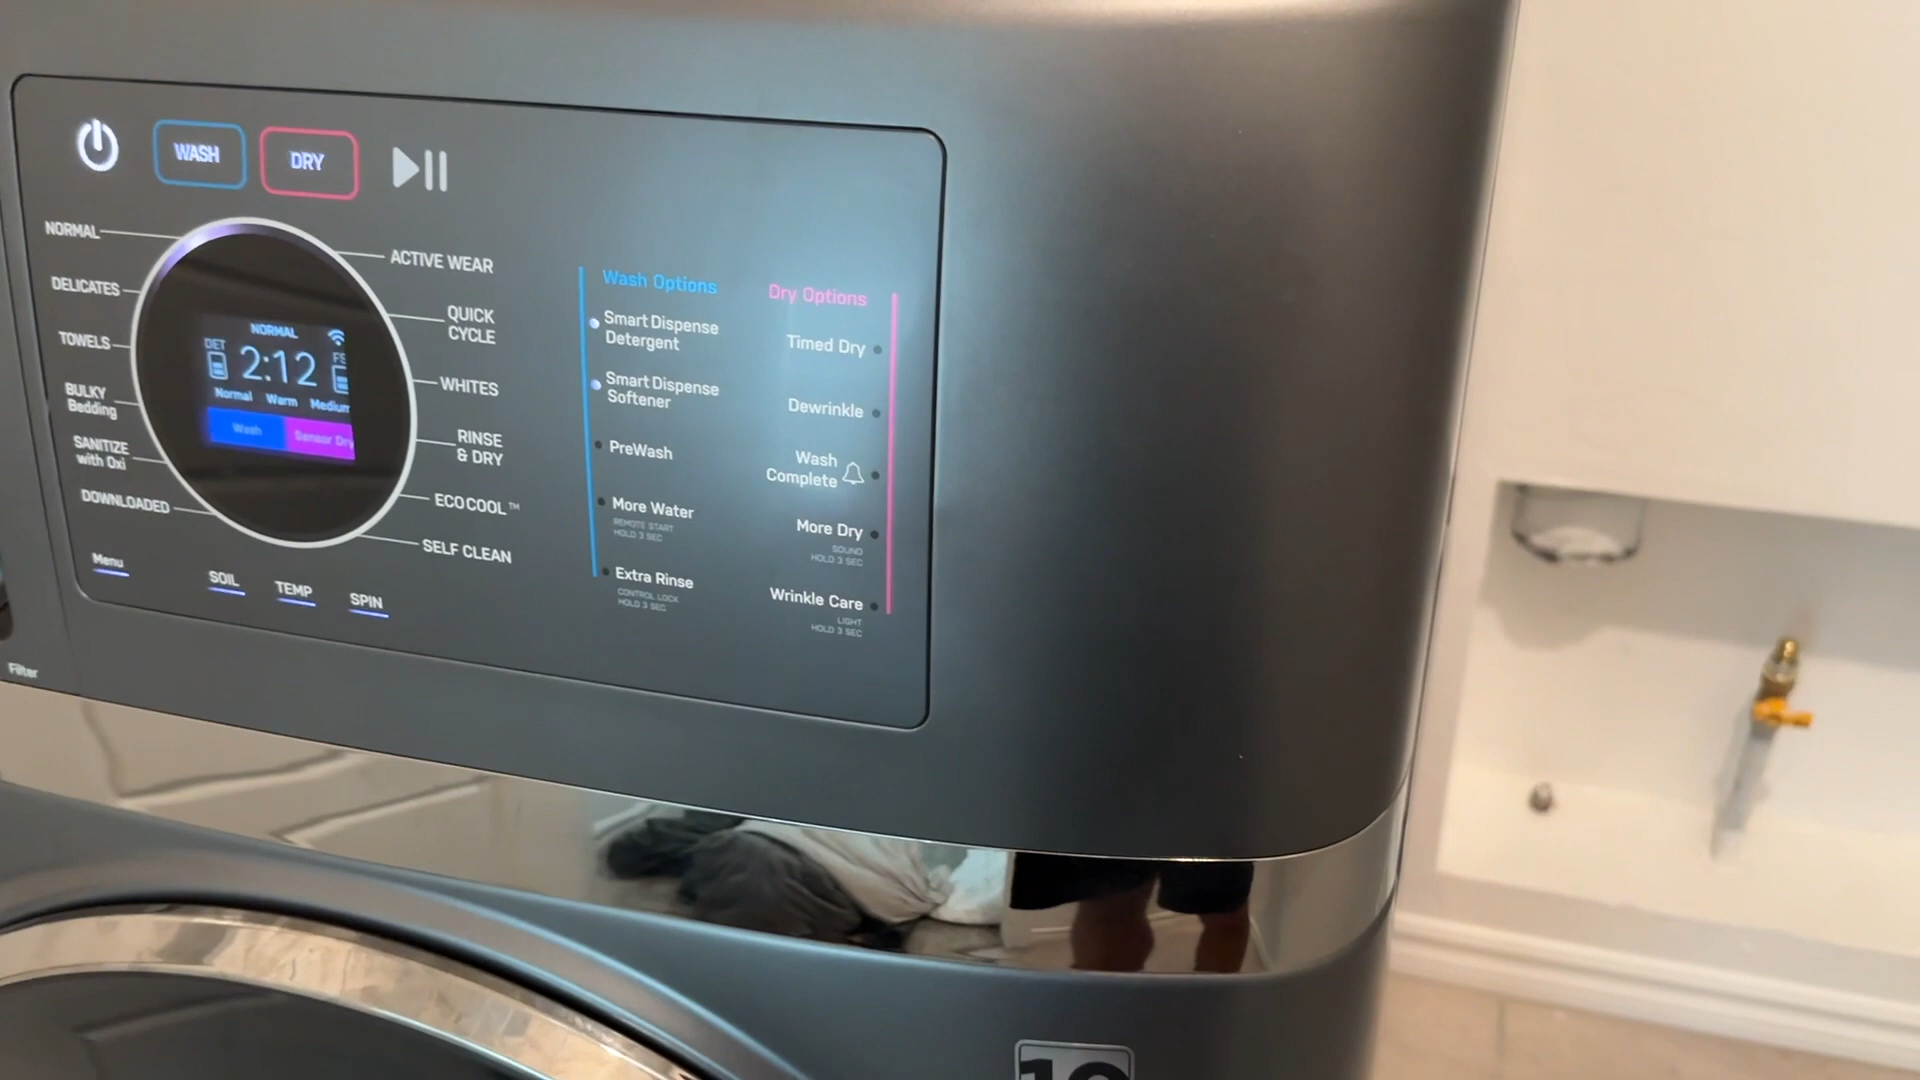 WASH
DRY
NORMAL
DELICATES
TOWELS
BULKY
Bedding
SANITIZE
with Oxi
DOWNLOADED
NORMAL
DET
2:12
FS
Normal Warm Medium
Wash
Sensor Dry
ACTIVE WEAR
QUICK
CYCLE
WHITES
RINSE
& DRY
ECOCOOL™
SELF CLEAN
Menu
SOIL
TEMP
SPIN
Wash Options
Smart Dispense
Detergent
Smart Dispense
Softener
PreWash
More Water
REMOTE START
HOLD 3 SEC
Extra Rinse
CONTROL LOCK
HOLD 3 SEC
Dry Options
Timed Dry
Dewrinkle
Wash
Complete
More Dry
SOUND
HOLD 3 SEC
Wrinkle Care
LIGHT
HOLD 3 SEC
Filter
10